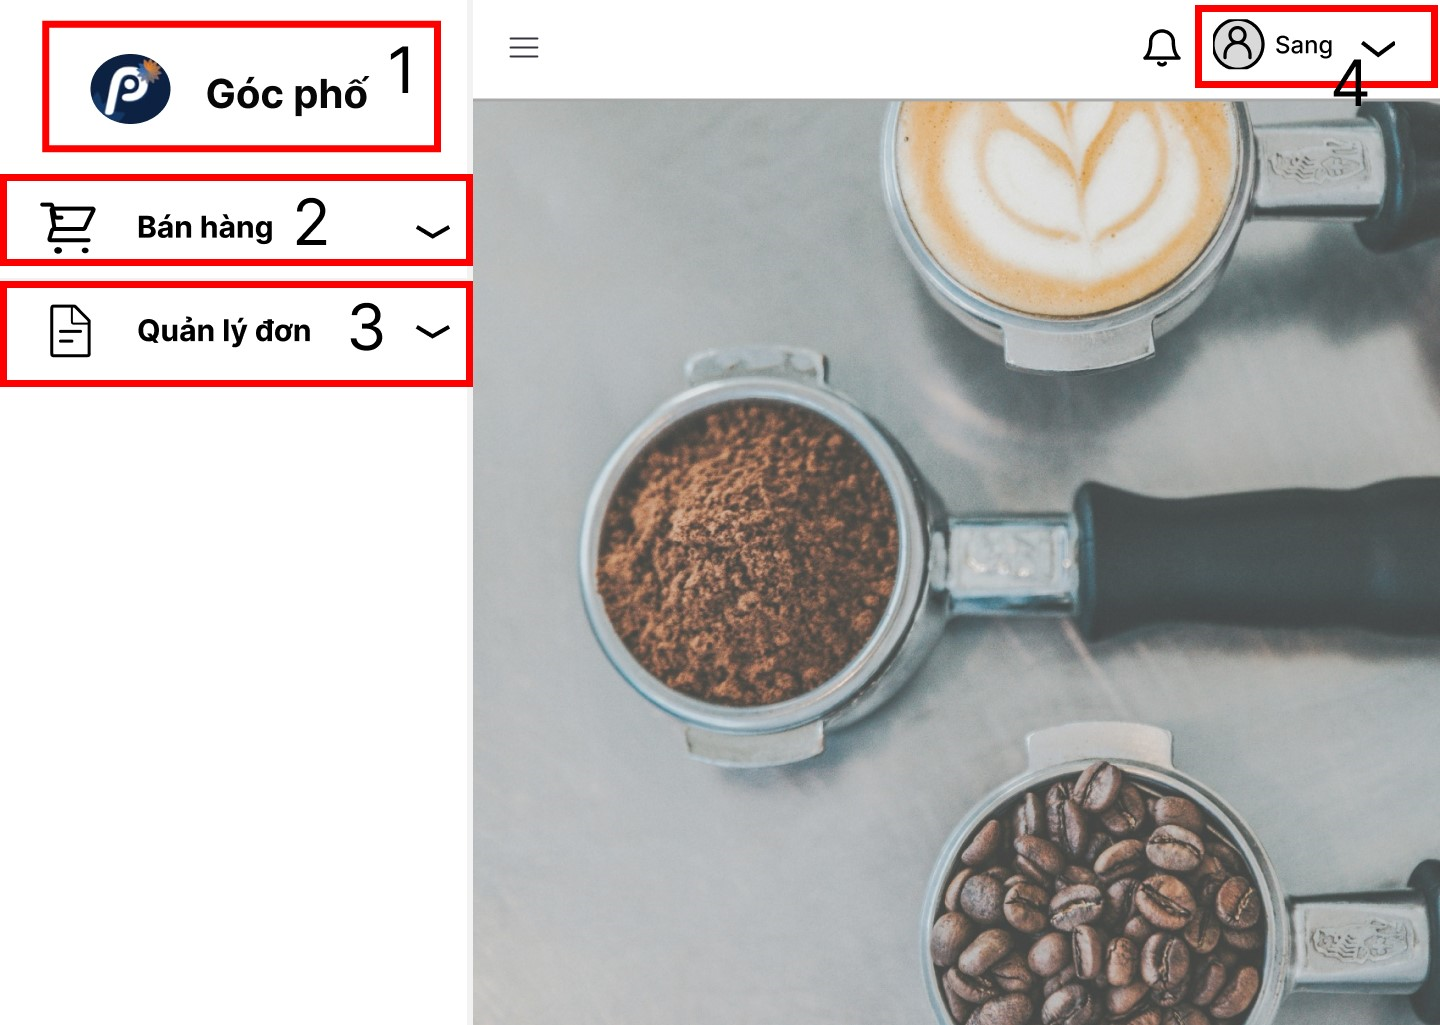 Góc phố 1
Bán hàng 2
Quản lý đơn 3
Sang
4